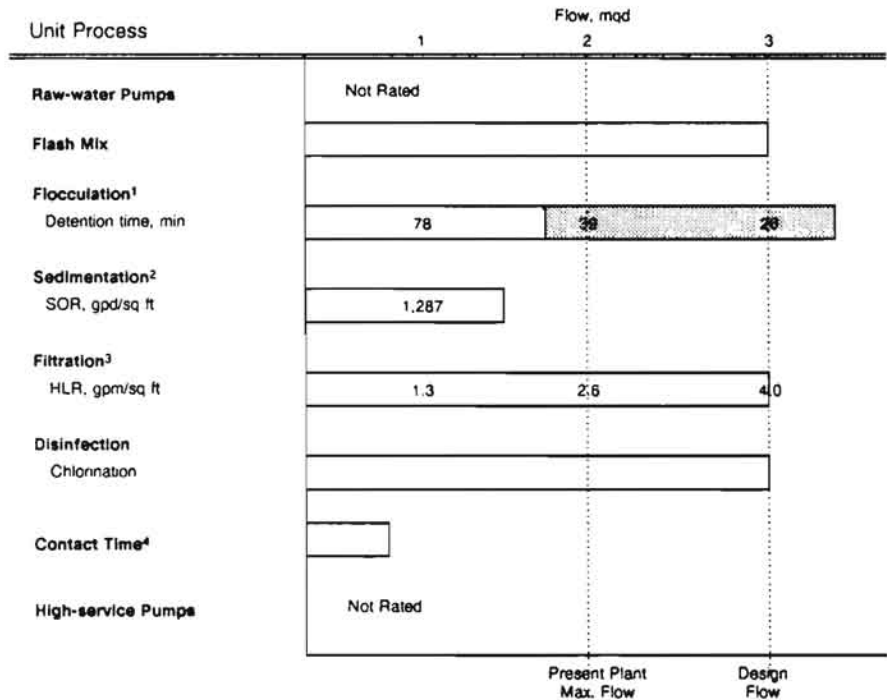 Flow, mgd
Unit Process
1 2 3
Raw-water Pumps Not Rated
Flash Mix
Flocculation¹
Detention time, min 78 39 26
Sedimentation²
SOR, gpd/sq ft 1,287
Filtration³
HLR, gpm/sq ft 1.3 2.6 4.0
Disinfection
Chlorination
Contact Time⁴
High-service Pumps Not Rated
Present Plant Design
Max. Flow Flow